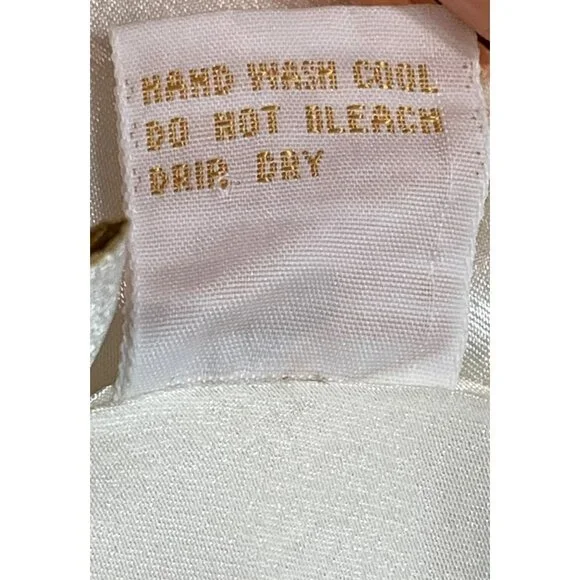 HAND WASH COOL
DO NOT BLEACH
DRIP, DRY